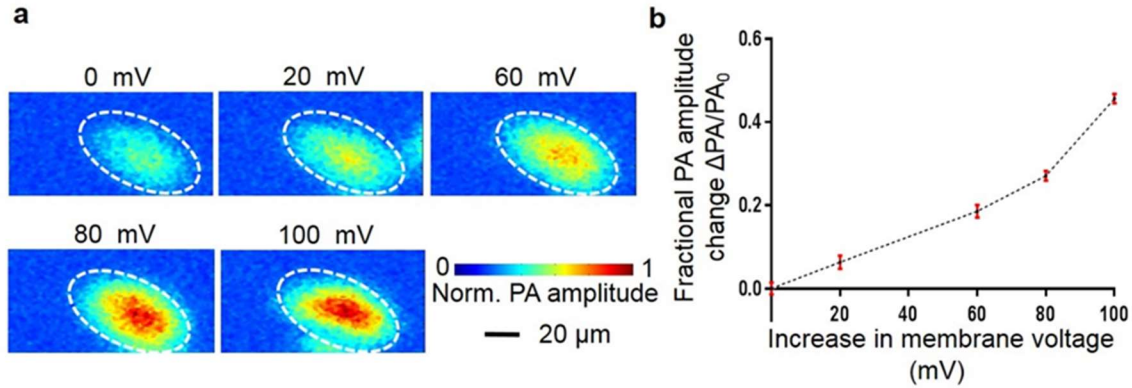 a
0 mV
20 mV
60 mV
80 mV
100 mV
0
1
Norm. PA amplitude
20 µm
b
Fractional PA amplitude
change ΔPA/PA₀
0.6
0.4
0.2
0.0
20
40
60
80
100
Increase in membrane voltage
(mV)